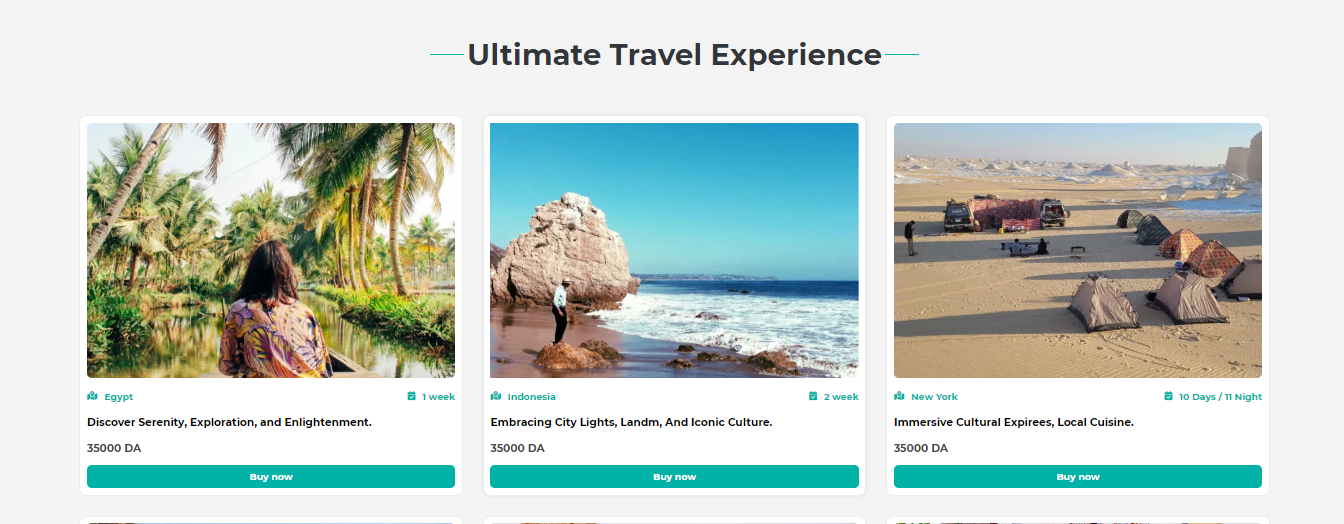 Ultimate Travel Experience
Egypt
1 week
Discover Serenity, Exploration, and Enlightenment.
35000 DA
Buy now
Indonesia
2 week
Embracing City Lights, Landm, And Iconic Culture.
35000 DA
Buy now
New York
10 Days / 11 Night
Immersive Cultural Expirees, Local Cuisine.
35000 DA
Buy now